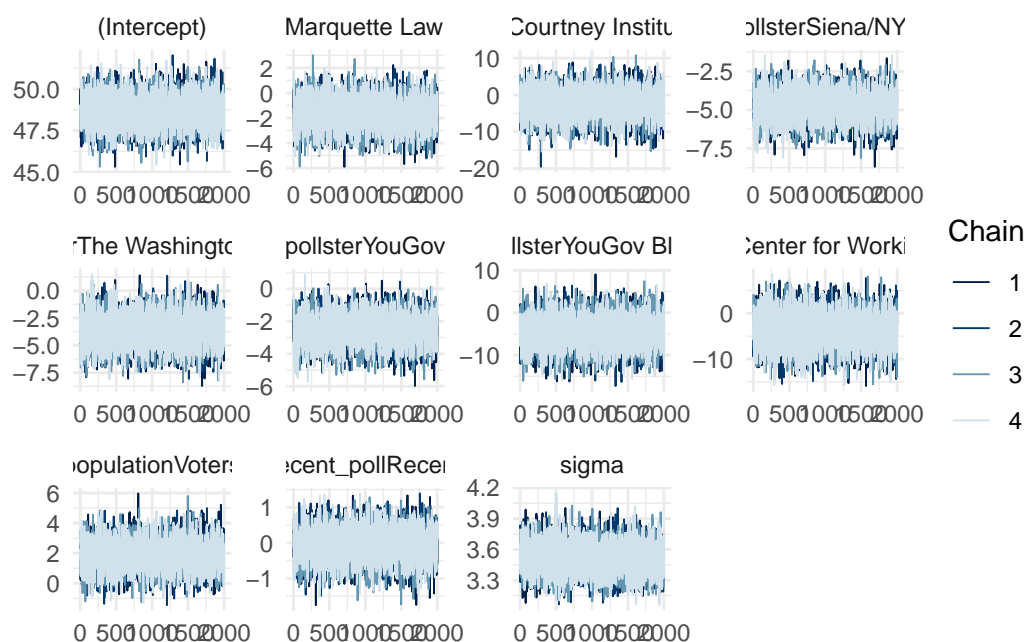 (Intercept)
50.0
47.5
45.0
0 500 1000 1500 2000
Marquette Law
2
0
−2
−4
−6
0 500 1000 1500 2000
Courtney Institu
10
0
−10
−20
0 500 1000 1500 2000
ollsterSiena/NY
−2.5
−5.0
−7.5
0 500 1000 1500 2000
rThe Washingto
0.0
−2.5
−5.0
−7.5
0 500 1000 1500 2000
pollsterYouGov
0
−2
−4
−6
0 500 1000 1500 2000
llsterYouGov Bl
10
0
−10
0 500 1000 1500 2000
Center for Worki
0
−10
0 500 1000 1500 2000
populationVoters
6
4
2
0
0 500 1000 1500 2000
ecent_pollRecen
1
0
−1
0 500 1000 1500 2000
sigma
4.2
3.9
3.6
3.3
0 500 1000 1500 2000
Chain
1
2
3
4